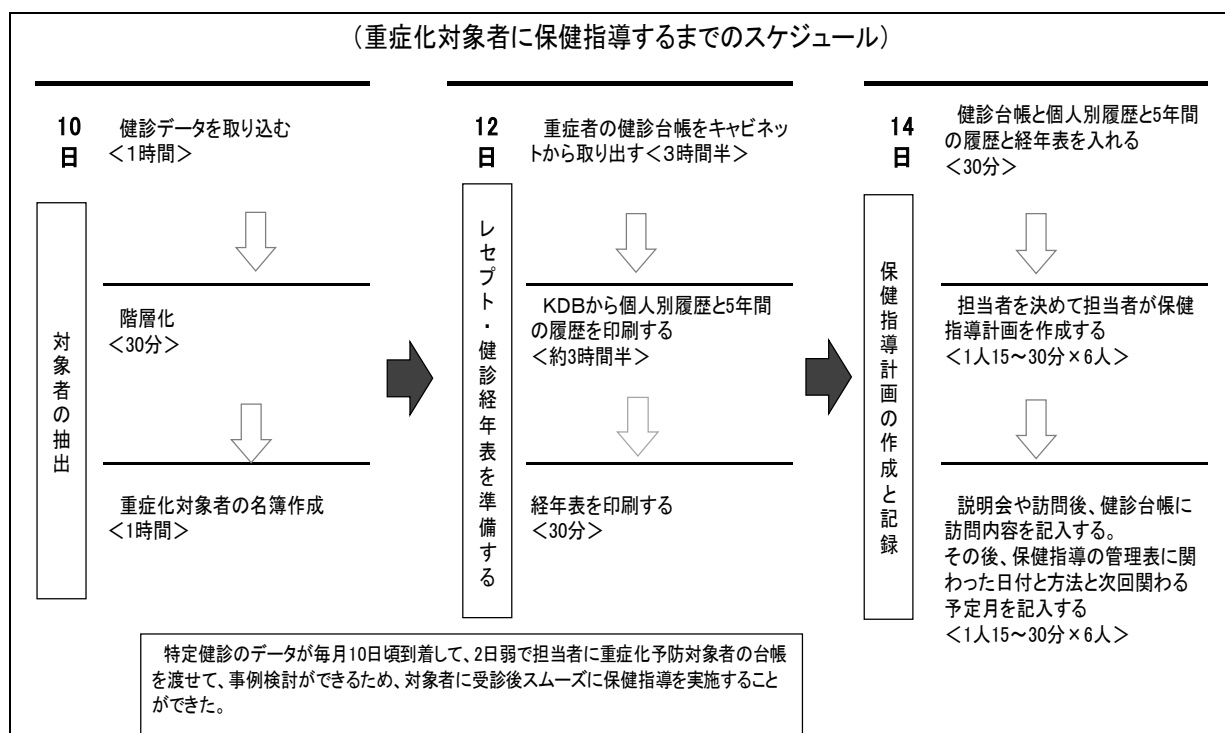 (重症化対象者に保健指導するまでのスケジュール)
10
日
健診データを取り込む
＜１時間＞
対象者の抽出
階層化
＜30分＞
重症化対象者の名簿作成
＜1時間＞
12
日
重症者の健診台帳をキャビネッ
トから取り出す＜３時間半＞
レセプト・健診経年表を準備する
ＫＤＢから個人別履歴と5年間
の履歴を印刷する
＜約3時間半＞
経年表を印刷する
＜30分＞
14
日
健診台帳と個人別履歴と5年間
の履歴と経年表を入れる
＜30分＞
保健指導計画の作成と記録
担当者を決めて担当者が保健
指導計画を作成する
＜1人15～30分×6人＞
説明会や訪問後、健診台帳に
訪問内容を記入する。
その後、保健指導の管理表に関
わった日付と方法と次回関わる
予定月を記入する
＜1人15～30分×6人＞
特定健診のデータが毎月10日頃到着して、2日弱で担当者に重症化予防対象者の台帳
を渡せて、事例検討ができるため、対象者に受診後スムーズに保健指導を実施すること
ができた。